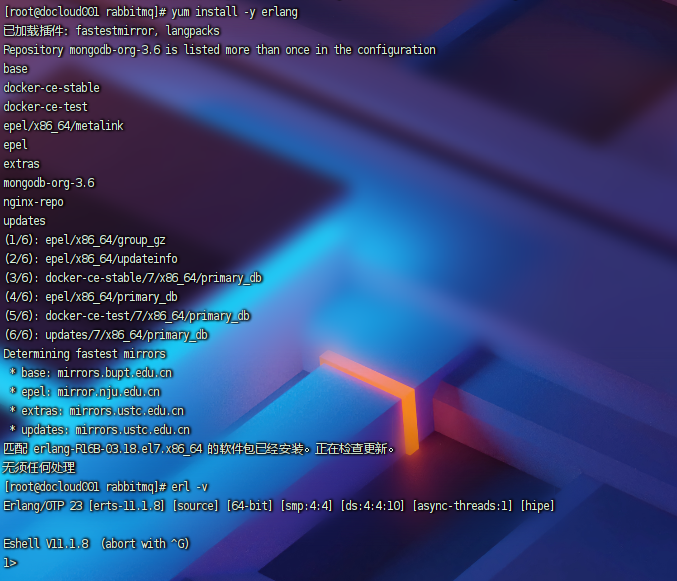 [root@docloud001 rabbitmq]# yum install -y erlang
已加载插件: fastestmirror, langpacks
Repository mongodb-org-3.6 is listed more than once in the configuration
base
docker-ce-stable
docker-ce-test
epel/x86_64/metalink
epel
extras
mongodb-org-3.6
nginx-repo
updates
(1/6): epel/x86_64/group_gz
(2/6): epel/x86_64/updateinfo
(3/6): docker-ce-stable/7/x86_64/primary_db
(4/6): epel/x86_64/primary_db
(5/6): docker-ce-test/7/x86_64/primary_db
(6/6): updates/7/x86_64/primary_db
Determining fastest mirrors
 * base: mirrors.bupt.edu.cn
 * epel: mirror.nju.edu.cn
 * extras: mirrors.ustc.edu.cn
 * updates: mirrors.ustc.edu.cn
匹配 erlang-R16B-03.18.el7.x86_64 的软件包已经安装。正在检查更新。
无须任何处理
[root@docloud001 rabbitmq]# erl -v
Erlang/OTP 23 [erts-11.1.8] [source] [64-bit] [smp:4:4] [ds:4:4:10] [async-threads:1] [hipe]
Eshell V11.1.8  (abort with ^G)
1>